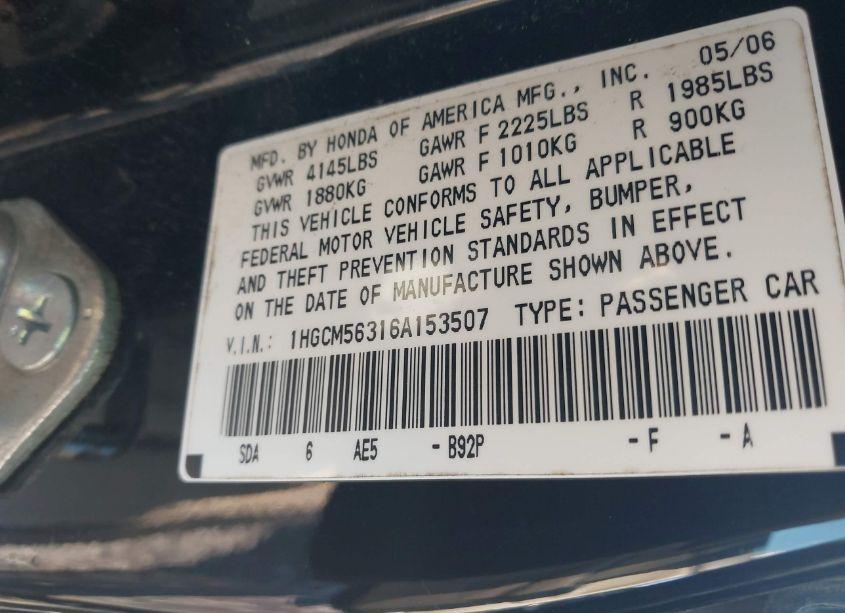 MFD. BY HONDA OF AMERICA MFG., INC. 05/06
GVWR 4145LBS GAWR F 2225LBS R 1985LBS
GVWR 1880KG GAWR F 1010KG R 900KG
THIS VEHICLE CONFORMS TO ALL APPLICABLE
FEDERAL MOTOR VEHICLE SAFETY, BUMPER,
AND THEFT PREVENTION STANDARDS IN EFFECT
ON THE DATE OF MANUFACTURE SHOWN ABOVE.
V.I.N.: 1HGCM56316A153507 TYPE: PASSENGER CAR
SDA 6 AE5 - B92P - F - A